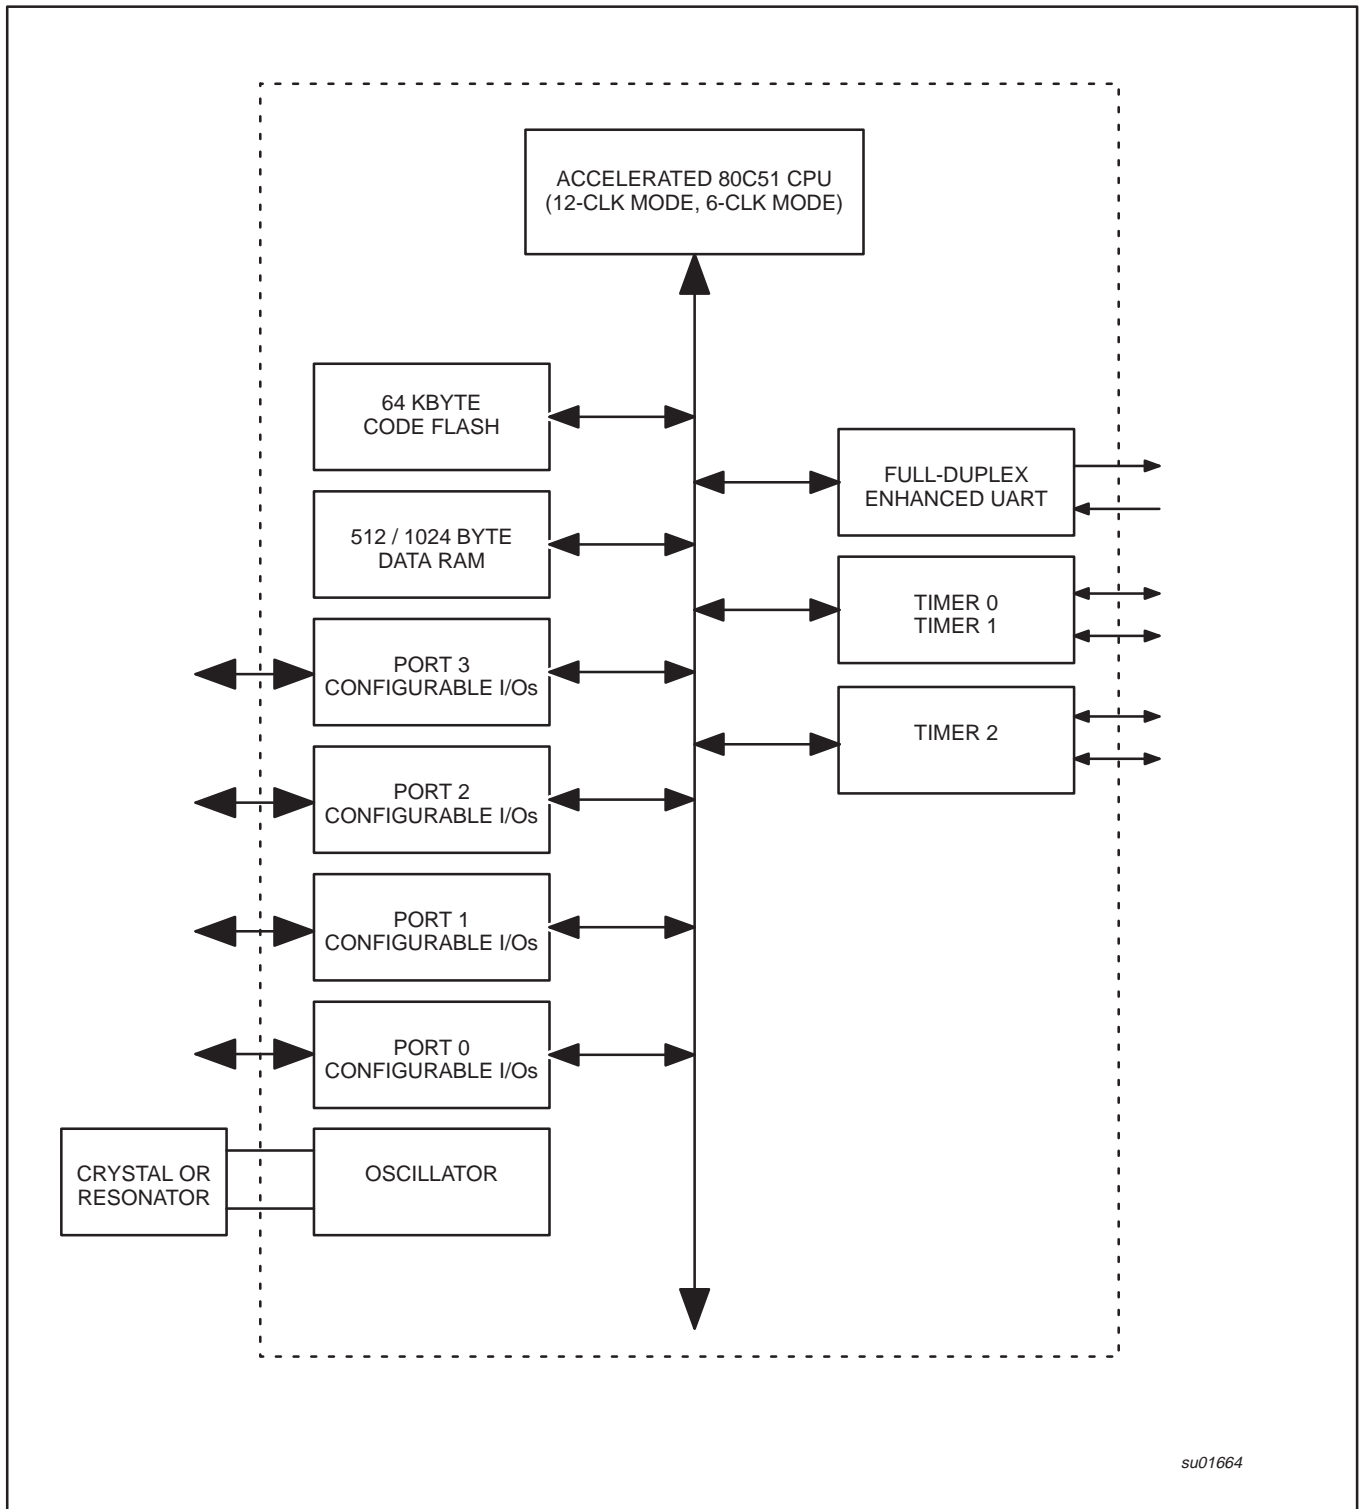 ACCELERATED 80C51 CPU
(12-CLK MODE, 6-CLK MODE)
64 KBYTE
CODE FLASH
FULL-DUPLEX
ENHANCED UART
512 / 1024 BYTE
DATA RAM
TIMER 0
TIMER 1
PORT 3
CONFIGURABLE I/Os
TIMER 2
PORT 2
CONFIGURABLE I/Os
PORT 1
CONFIGURABLE I/Os
PORT 0
CONFIGURABLE I/Os
CRYSTAL OR
RESONATOR
OSCILLATOR
su01664